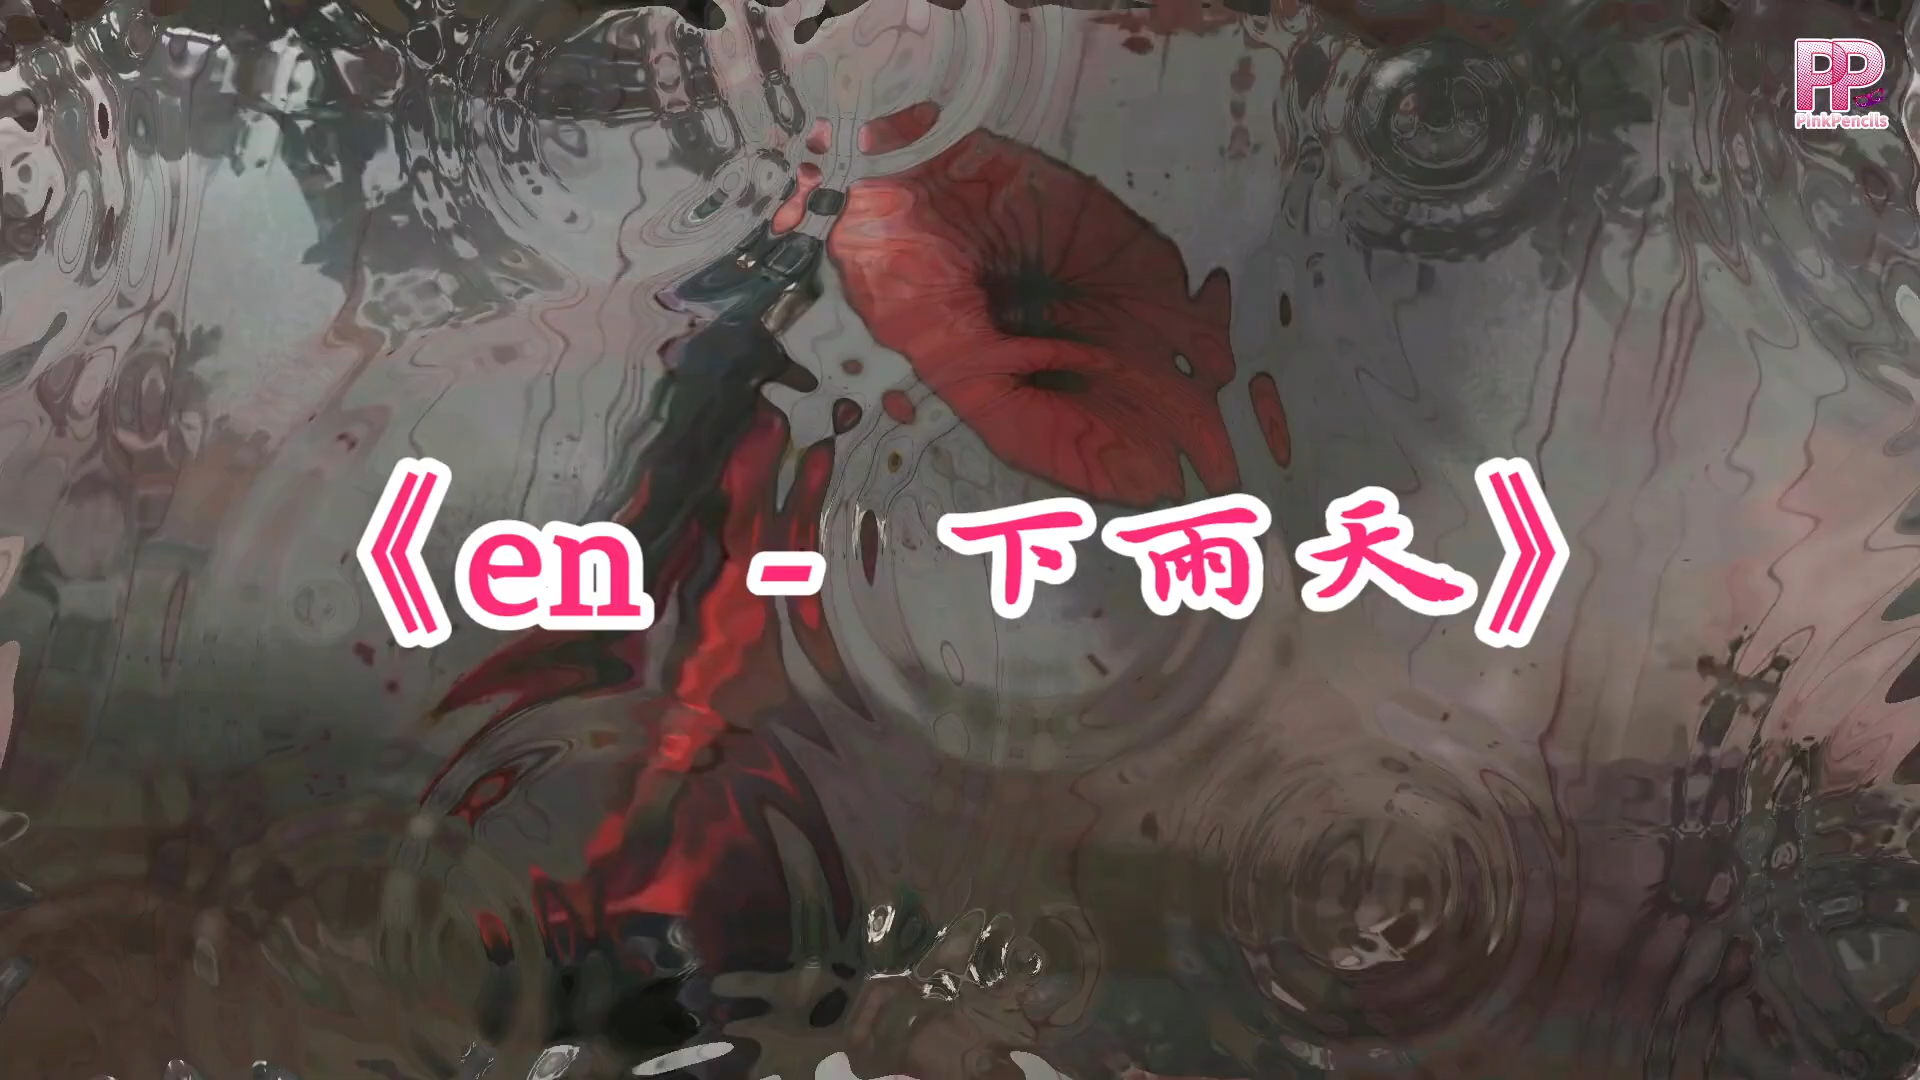 PP
PinkPencils
《en - 下雨天》